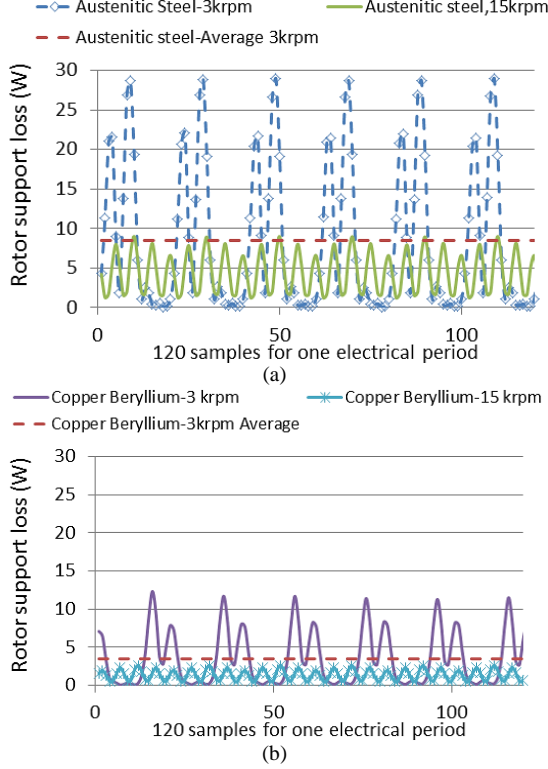 Austenitic Steel-3krpm
Austenitic steel,15krpm
Austenitic steel-Average 3krpm
30
25
20
15
10
5
0
Rotor support loss (W)
0 50 100
120 samples for one electrical period
(a)
Copper Beryllium-3 krpm
Copper Beryllium-15 krpm
Copper Beryllium-3krpm Average
30
25
20
15
10
5
0
Rotor support loss (W)
0 50 100
120 samples for one electrical period
(b)